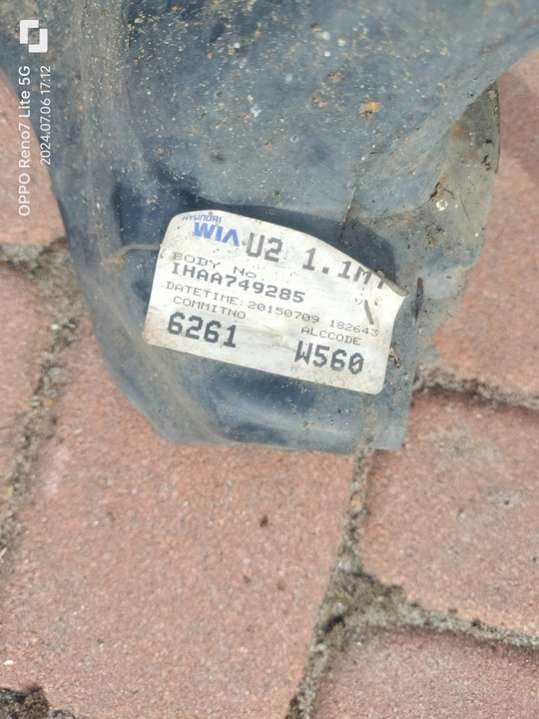 OPPO Reno7 Lite 5G
2024.07.06 17:12
HYUNDAI
WIA U2 1.1MT
BODY No.
IHAA749285
DATETIME:20150709 182643
COMMITNO ALCCODE
6261 W560